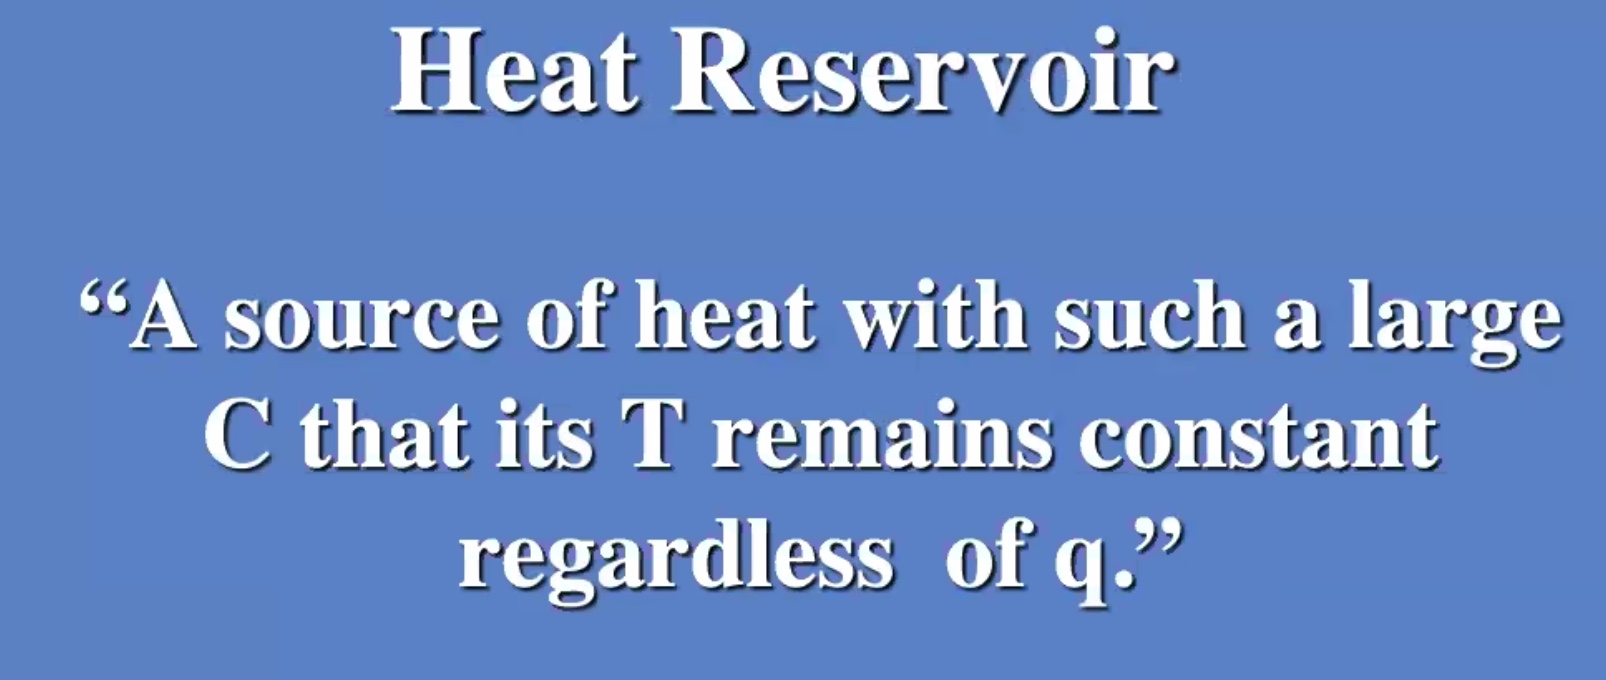 Heat Reservoir
“A source of heat with such a large
C that its T remains constant
regardless  of q.”